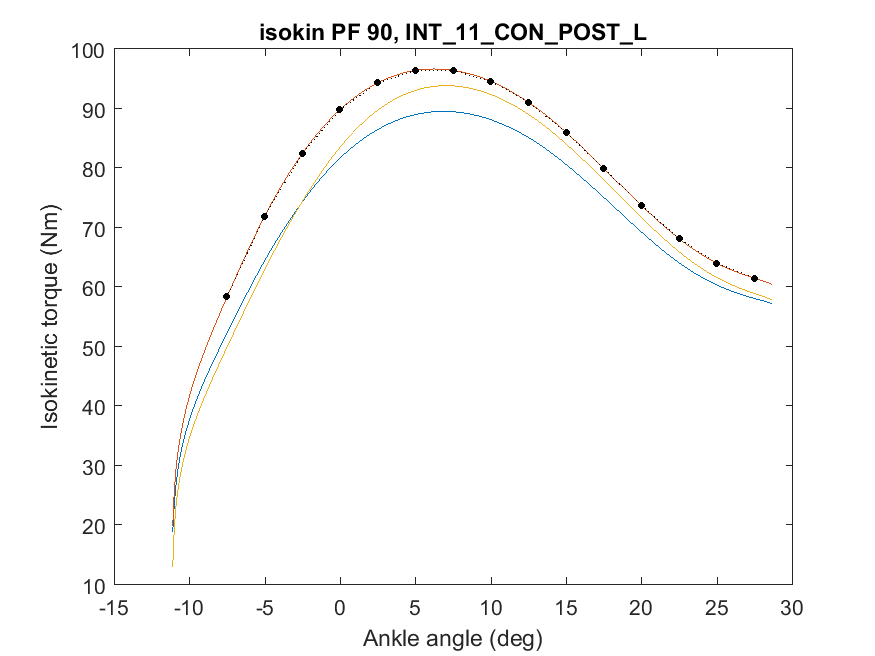 isokin PF 90, INT_11_CON_POST_L
100
90
80
70
60
50
40
30
20
10
Isokinetic torque (Nm)
-15 -10 -5 0 5 10 15 20 25 30
Ankle angle (deg)